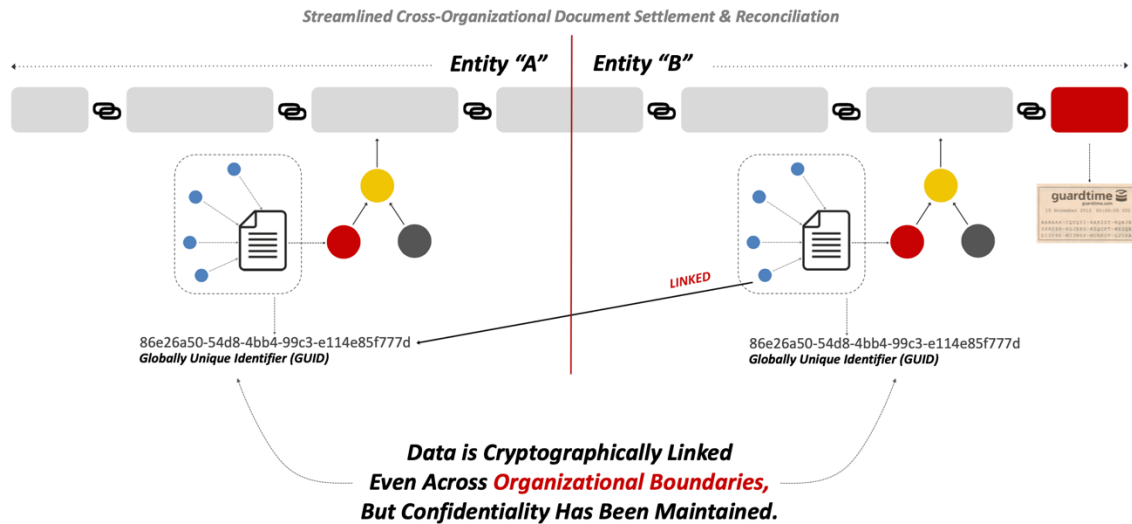 Streamlined Cross-Organizational Document Settlement & Reconciliation
Entity “A”
Entity “B”
guardtime
guardtime.com
LINKED
86e26a50-54d8-4bb4-99c3-e114e85f777d
Globally Unique Identifier (GUID)
86e26a50-54d8-4bb4-99c3-e114e85f777d
Globally Unique Identifier (GUID)
Data is Cryptographically Linked
Even Across Organizational Boundaries,
But Confidentiality Has Been Maintained.